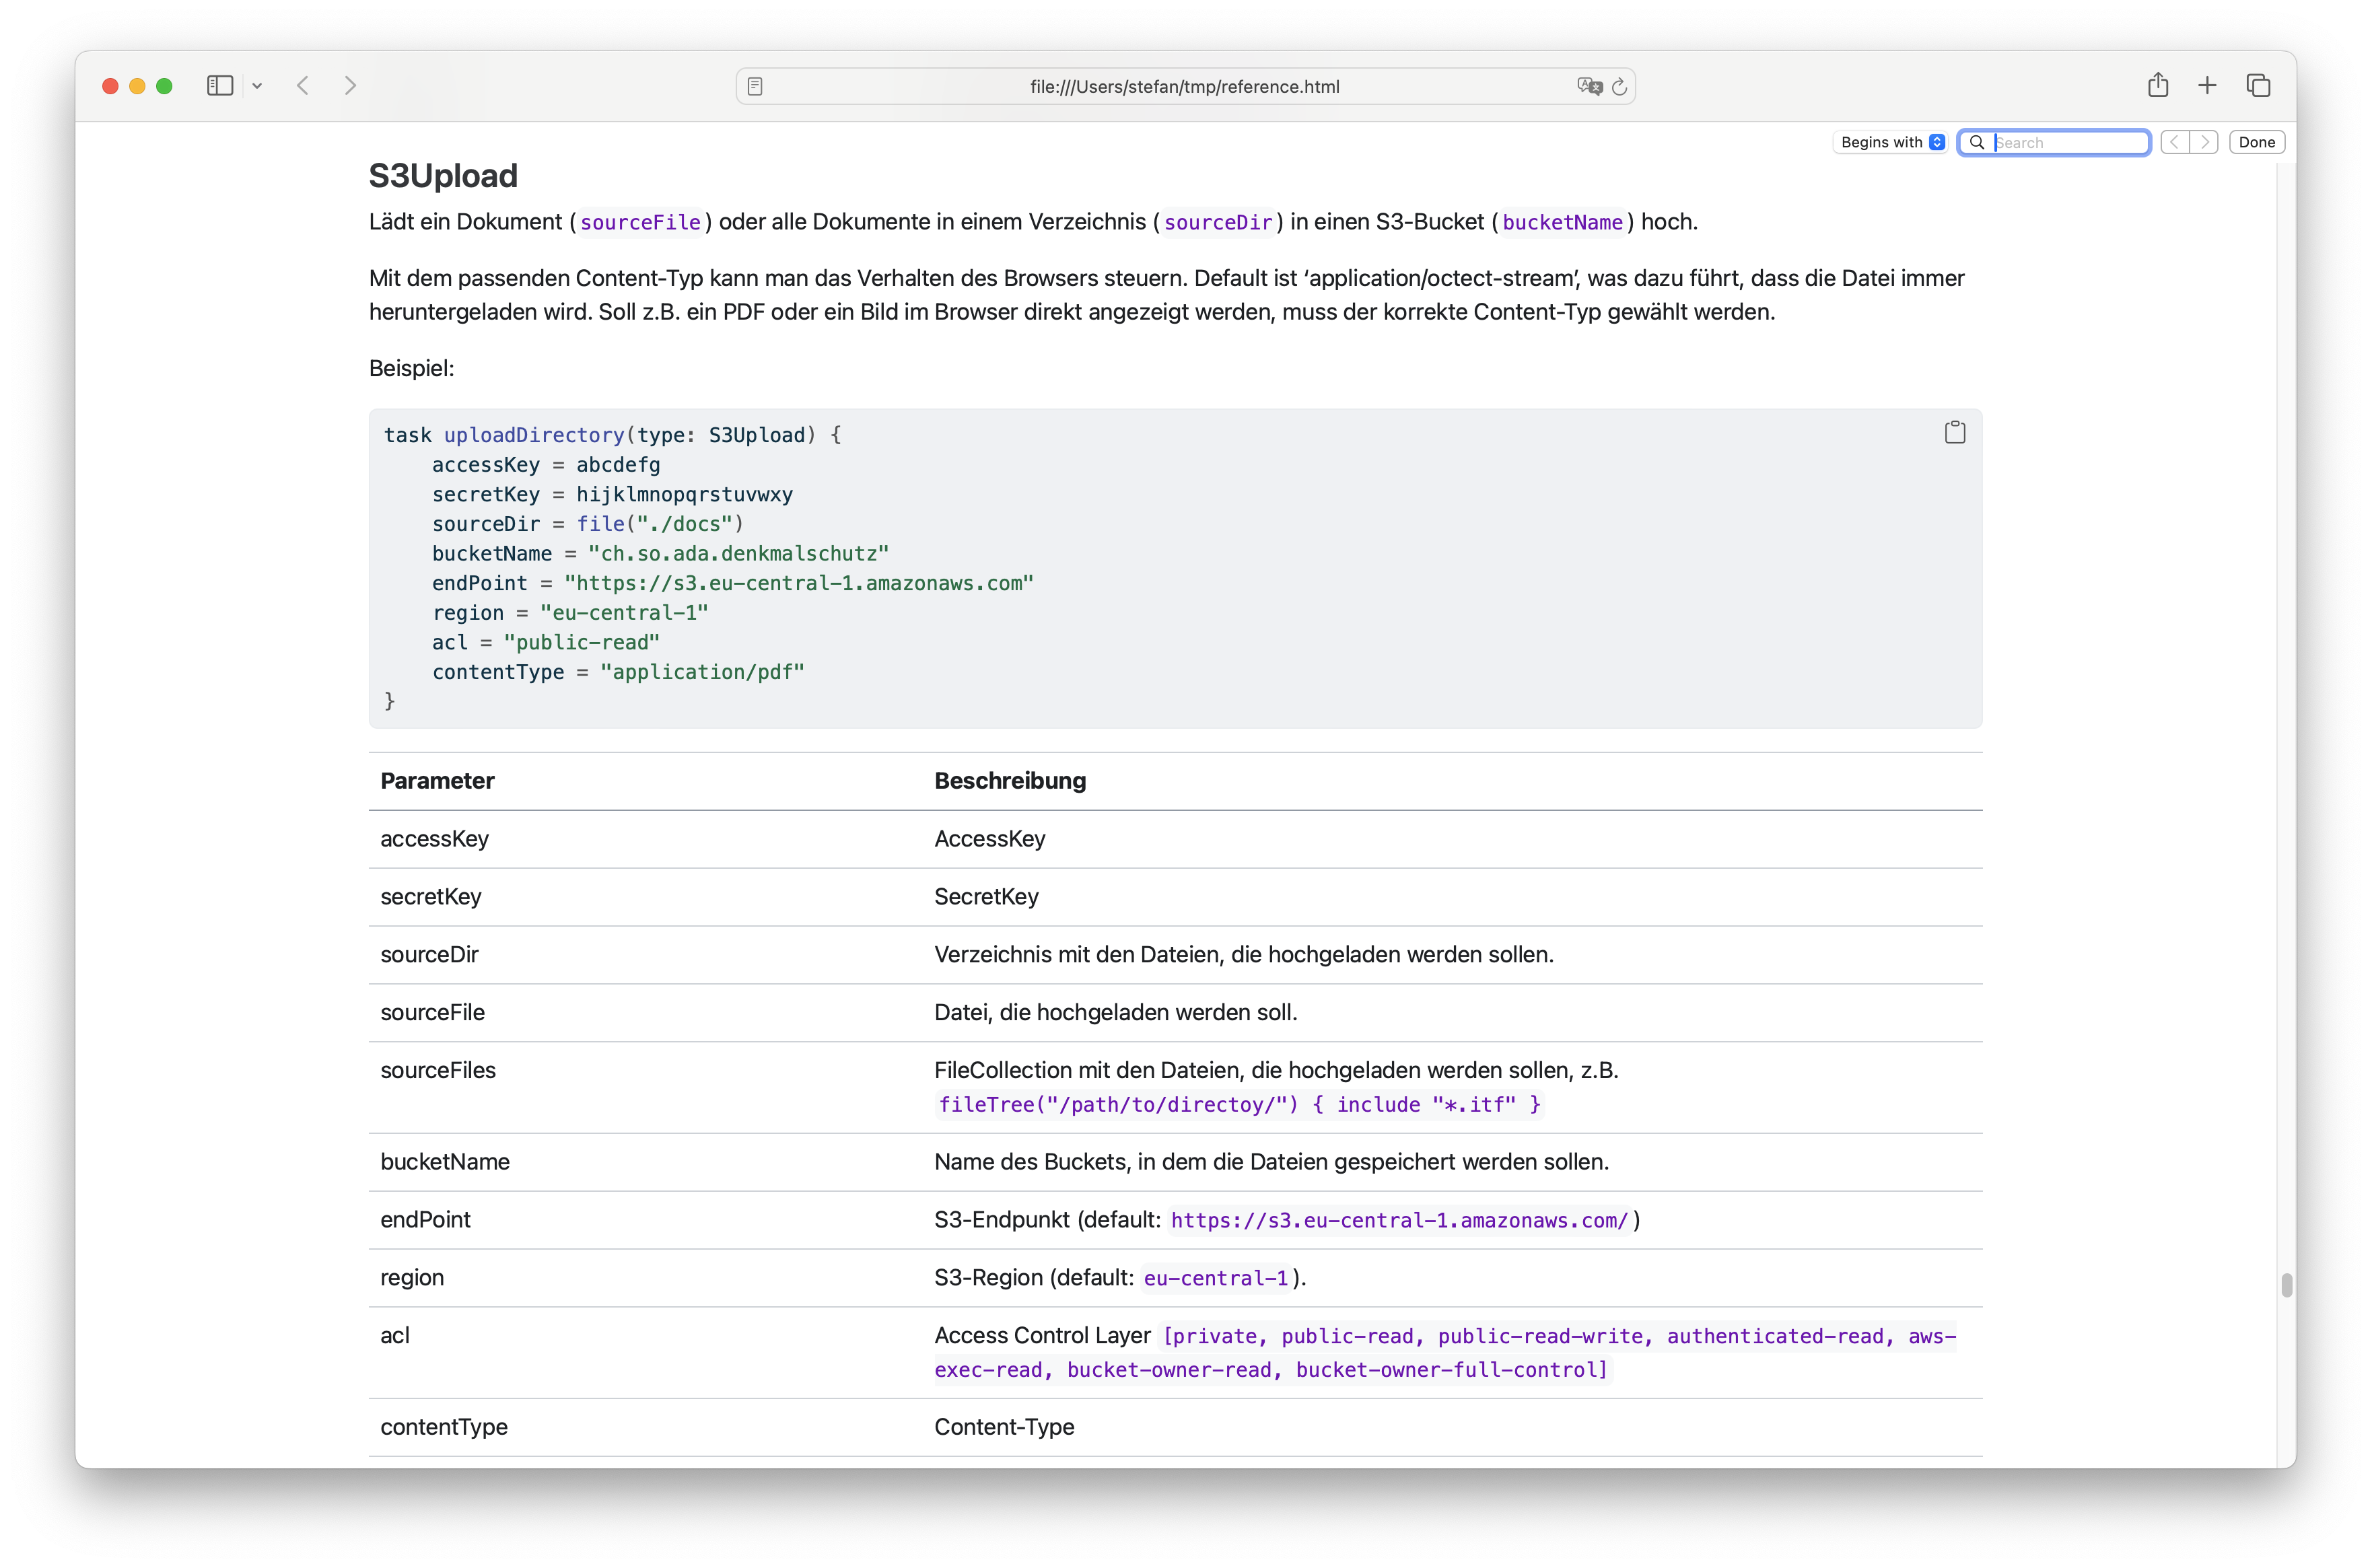 file:///Users/stefan/tmp/reference.html
Begins with
Search
Done
S3Upload
Lädt ein Dokument (sourceFile) oder alle Dokumente in einem Verzeichnis (sourceDir) in einen S3-Bucket (bucketName) hoch.
Mit dem passenden Content-Typ kann man das Verhalten des Browsers steuern. Default ist ‘application/octect-stream’, was dazu führt, dass die Datei immer
heruntergeladen wird. Soll z.B. ein PDF oder ein Bild im Browser direkt angezeigt werden, muss der korrekte Content-Typ gewählt werden.
Beispiel:
task uploadDirectory(type: S3Upload) {
    accessKey = abcdefg
    secretKey = hijklmnopqrstuvwxy
    sourceDir = file("./docs")
    bucketName = "ch.so.ada.denkmalschutz"
    endPoint = "https://s3.eu-central-1.amazonaws.com"
    region = "eu-central-1"
    acl = "public-read"
    contentType = "application/pdf"
}
Parameter Beschreibung
accessKey AccessKey
secretKey SecretKey
sourceDir Verzeichnis mit den Dateien, die hochgeladen werden sollen.
sourceFile Datei, die hochgeladen werden soll.
sourceFiles FileCollection mit den Dateien, die hochgeladen werden sollen, z.B.
fileTree("/path/to/directoy/") { include "*.itf" }
bucketName Name des Buckets, in dem die Dateien gespeichert werden sollen.
endPoint S3-Endpunkt (default: https://s3.eu-central-1.amazonaws.com/)
region S3-Region (default: eu-central-1).
acl Access Control Layer [private, public-read, public-read-write, authenticated-read, aws-
exec-read, bucket-owner-read, bucket-owner-full-control]
contentType Content-Type